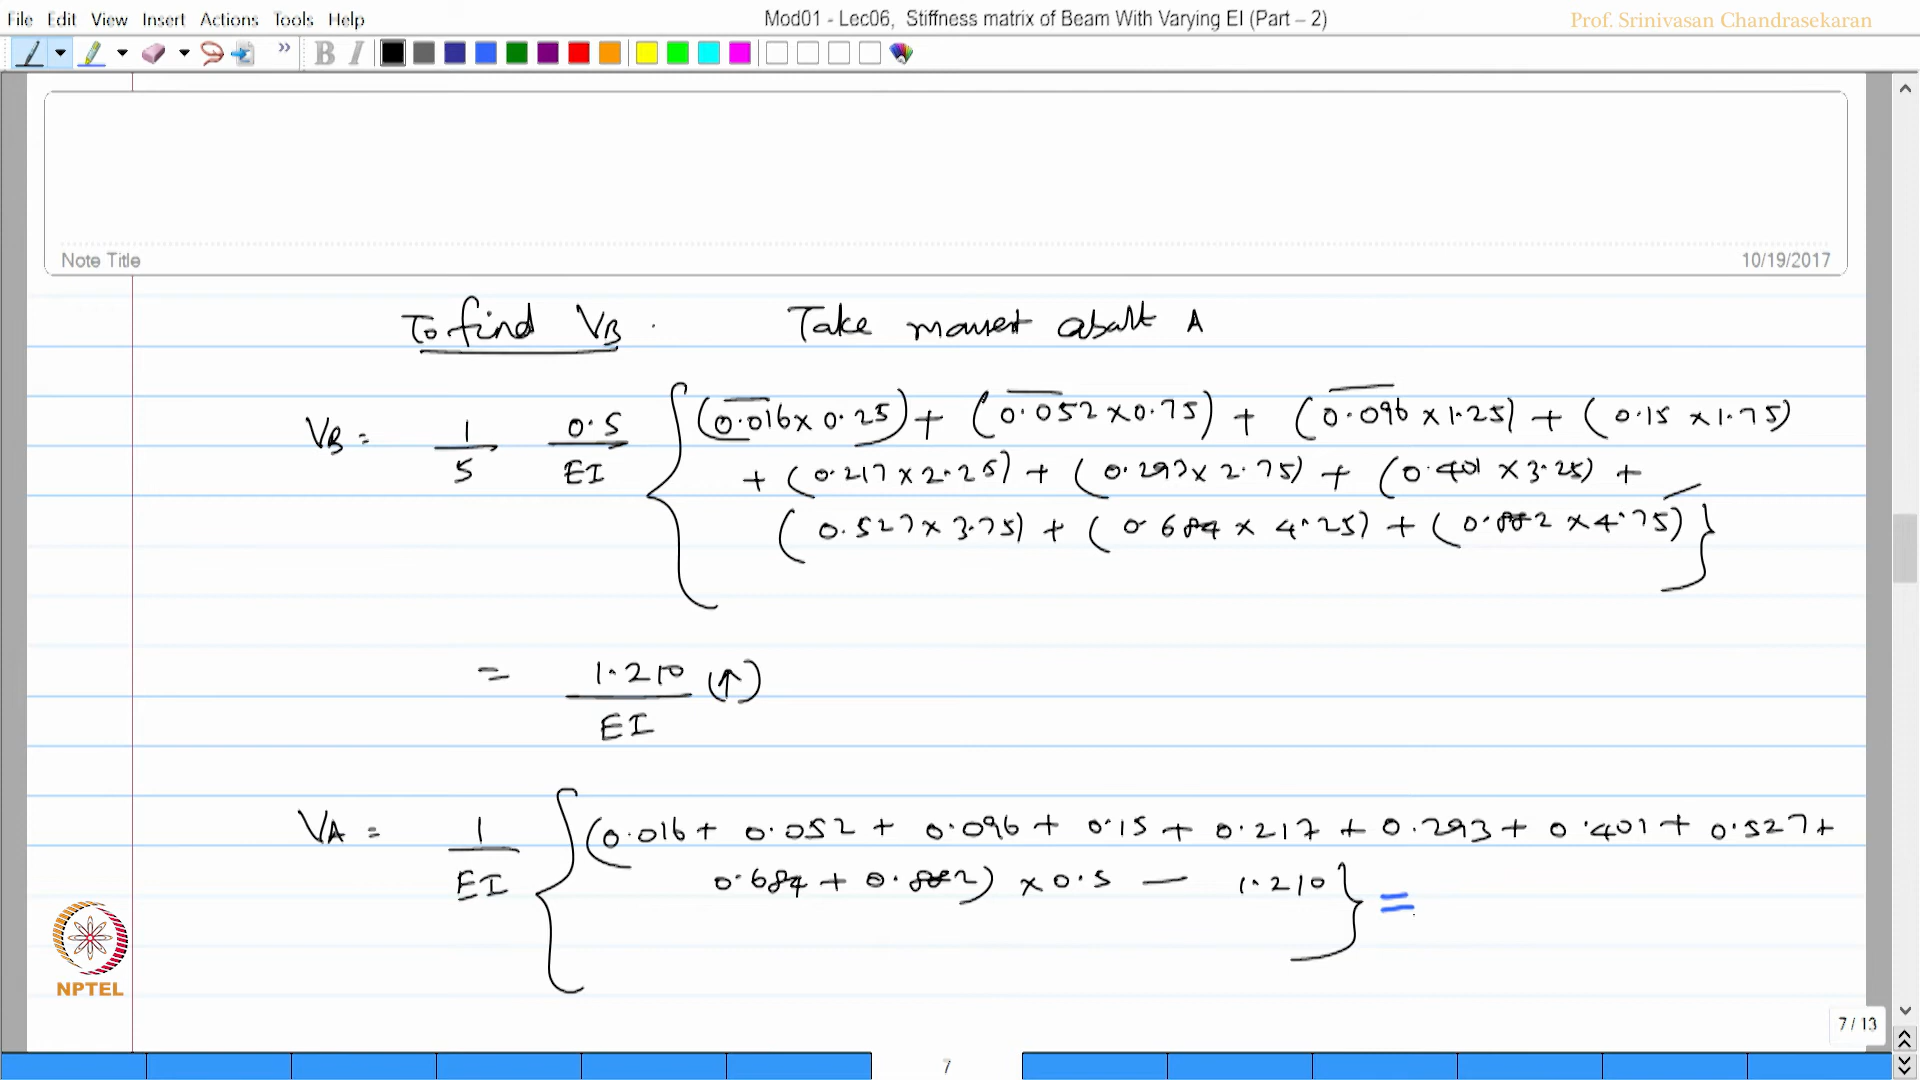 File Edit View Insert Actions Tools Help
Mod01 - Lec06, Stiffness matrix of Beam With Varying EI (Part – 2)
Prof. Srinivasan Chandrasekaran
B I
Note Title
10/19/2017
To find VB. Take moment about A
VB = 1/5 0.5/EI { (0.016 × 0.25) + (0.052 × 0.75) + (0.096 × 1.25) + (0.15 × 1.75)
+ (0.217 × 2.25) + (0.293 × 2.75) + (0.401 × 3.25) +
(0.527 × 3.75) + (0.684 × 4.25) + (0.882 × 4.75) }
= 1.210/EI (↑)
VA = 1/EI { (0.016 + 0.052 + 0.096 + 0.15 + 0.217 + 0.293 + 0.401 + 0.527 +
0.684 + 0.882) × 0.5 – 1.210 } =
NPTEL
7 / 13
7